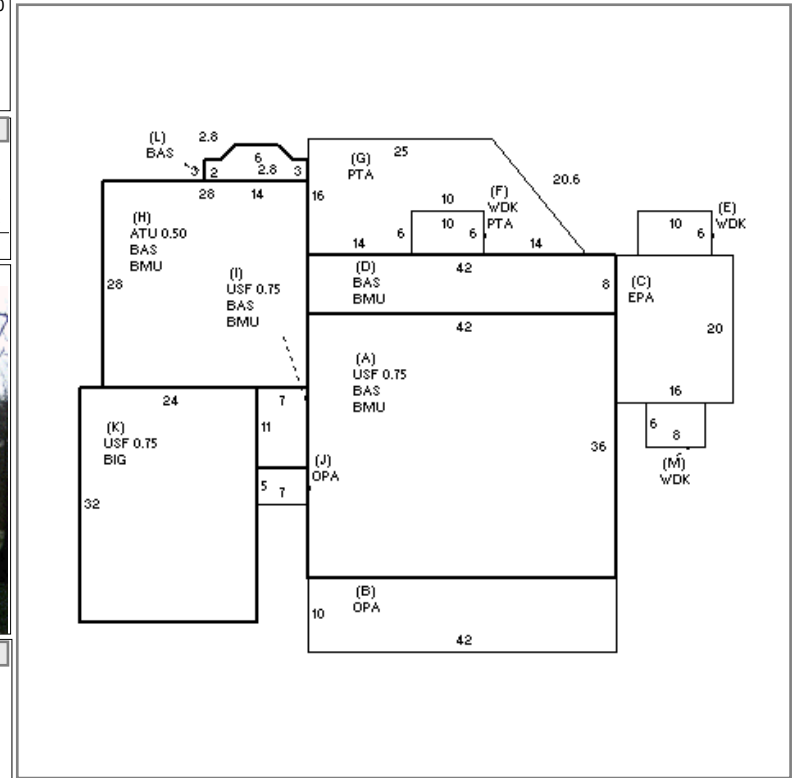 (L)
BAS
2.8
6
2.8
3
2
3
28
14
(G)
PTA
25
20.6
16
10
(F)
WDK
PTA
10
6
6
14
14
(E)
WDK
10
6
(H)
ATU 0.50
BAS
BMU
28
(I)
USF 0.75
BAS
BMU
(D)
BAS
BMU
42
8
(C)
EPA
20
16
42
(A)
USF 0.75
BAS
BMU
36
6
8
(M)
WDK
24
(K)
USF 0.75
BIG
32
7
11
(J)
OPA
5
7
(B)
OPA
10
42